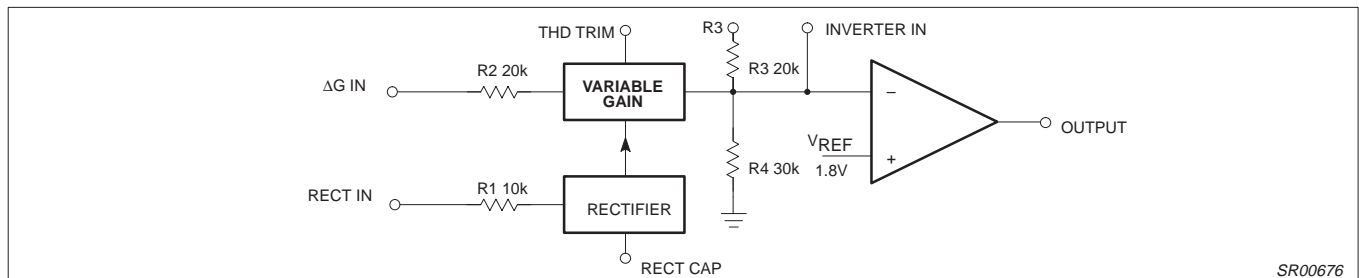 THD TRIM
R3
INVERTER IN
R2 20k
R3 20k
ΔG IN
VARIABLE
GAIN
−
OUTPUT
VREF
+
1.8V
R4 30k
R1 10k
RECT IN
RECTIFIER
RECT CAP
SR00676